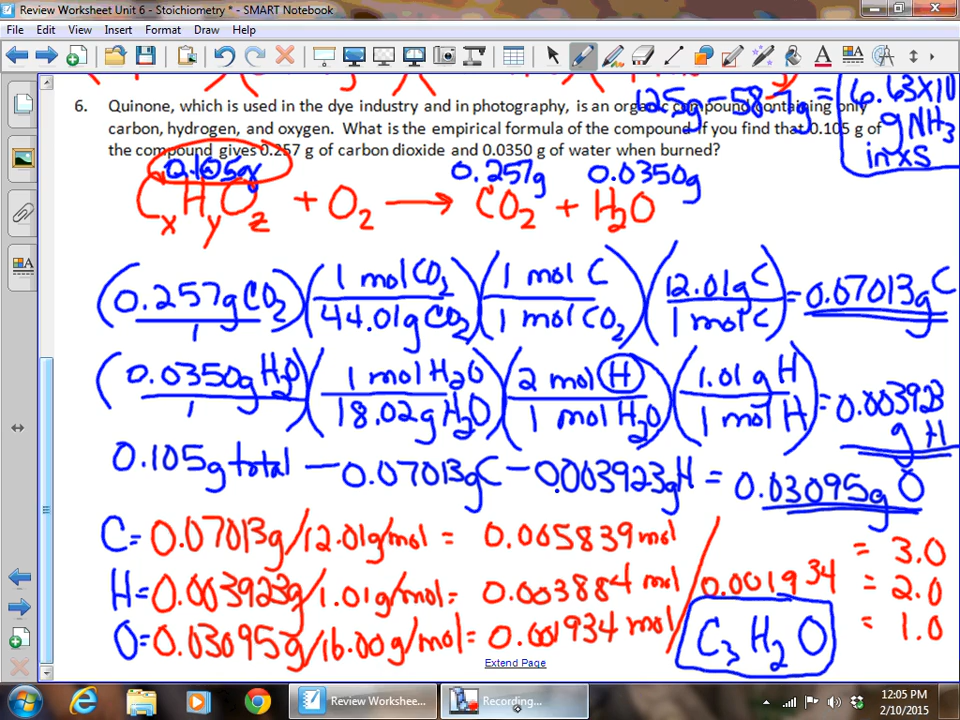 Review Worksheet Unit 6 - Stoichiometry * - SMART Notebook
File Edit View Insert Format Draw Help
6. Quinone, which is used in the dye industry and in photography, is an organic compound containing only
carbon, hydrogen, and oxygen. What is the empirical formula of the compound if you find that 0.105 g of
the compound gives 0.257 g of carbon dioxide and 0.0350 g of water when burned?
125g - 58.7g = 6.63x10
g NH3
in xs
0.105g 0.257g 0.0350g
CxHyOz + O2 → CO2 + H2O
(0.257g CO2/1)(1 mol CO2/44.01g CO2)(1 mol C/1 mol CO2)(12.01g C/1 mol C) = 0.07013g C
(0.0350g H2O/1)(1 mol H2O/18.02g H2O)(2 mol H/1 mol H2O)(1.01 g H/1 mol H) = 0.003923 g H
0.105g total - 0.07013g C - 0.003923g H = 0.03095g O
C = 0.07013g/12.01g/mol = 0.005839 mol = 3.0
H = 0.003923g/1.01g/mol = 0.003884 mol / 0.001934 = 2.0
O = 0.03095g/16.00g/mol = 0.001934 mol = 1.0
C3H2O
Extend Page
Review Workshee... Recording... 12:05 PM
2/10/2015